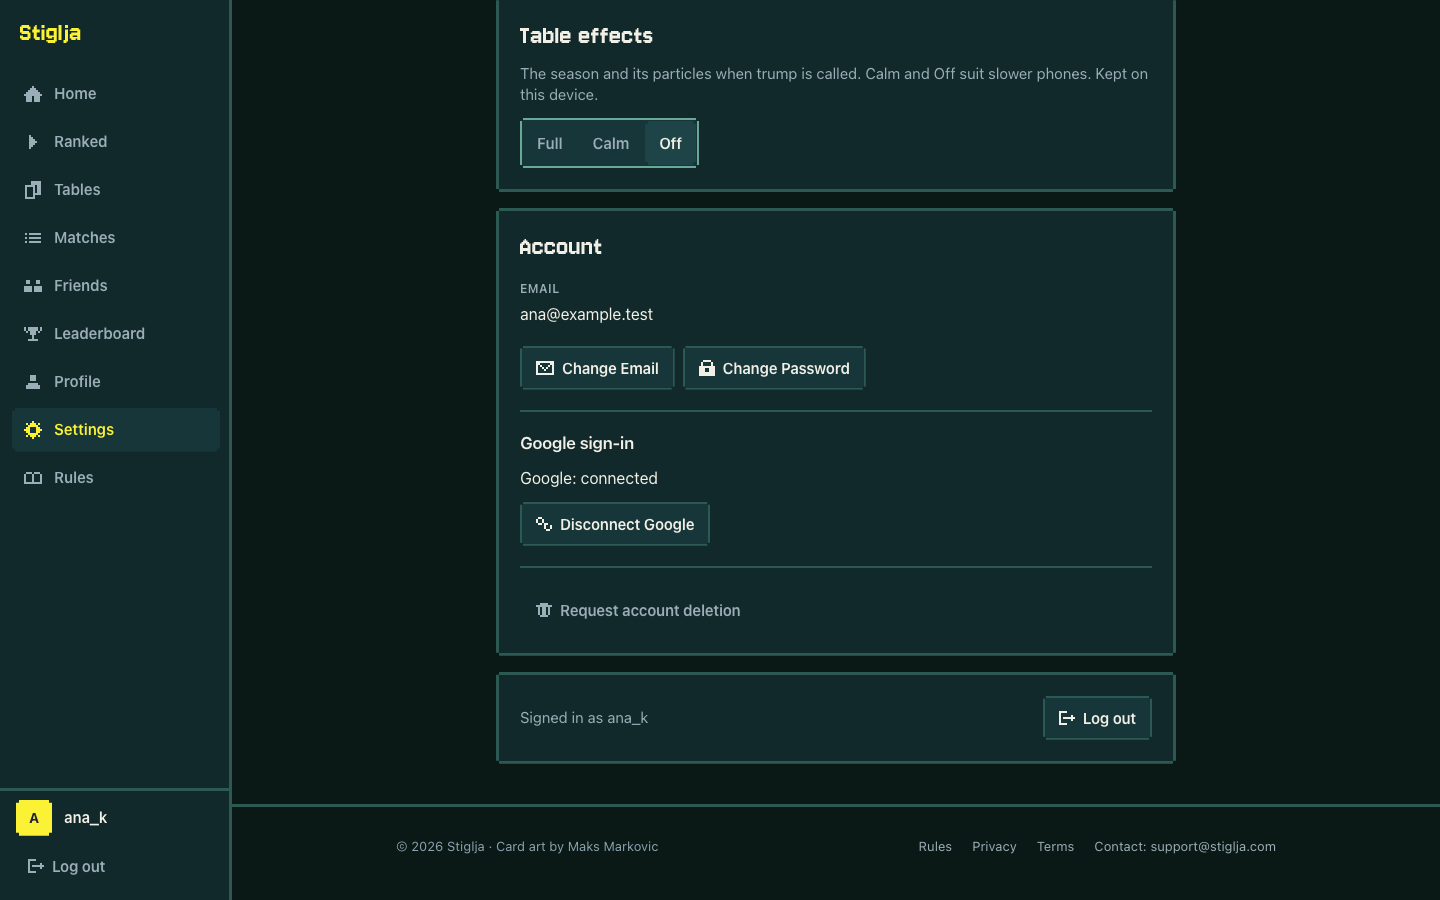 Stiglja
Home
Ranked
Tables
Matches
Friends
Leaderboard
Profile
Settings
Rules
A
ana_k
Log out
Table effects
The season and its particles when trump is called. Calm and Off suit slower phones. Kept on
this device.
Full Calm Off
Account
EMAIL
ana@example.test
Change Email Change Password
Google sign-in
Google: connected
Disconnect Google
Request account deletion
Signed in as ana_k
Log out
© 2026 Stiglja · Card art by Maks Markovic
Rules Privacy Terms Contact: support@stiglja.com